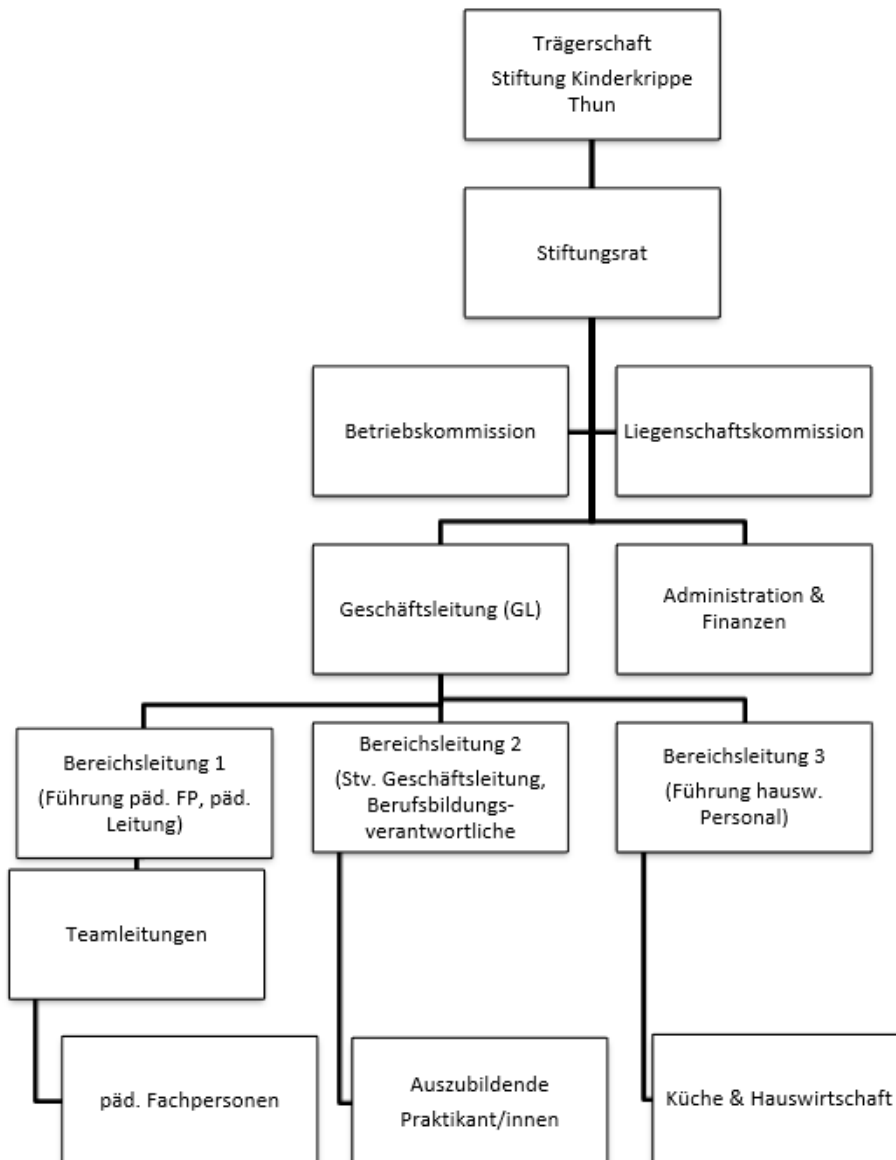 Trägerschaft
Stiftung Kinderkrippe
Thun
Stiftungsrat
Betriebskommission
Liegenschaftskommission
Geschäftsleitung (GL)
Administration &
Finanzen
Bereichsleitung 1
(Führung päd. FP, päd.
Leitung)
Bereichsleitung 2
(Stv. Geschäftsleitung,
Berufsbildungs-
verantwortliche
Bereichsleitung 3
(Führung hausw.
Personal)
Teamleitungen
päd. Fachpersonen
Auszubildende
Praktikant/innen
Küche & Hauswirtschaft